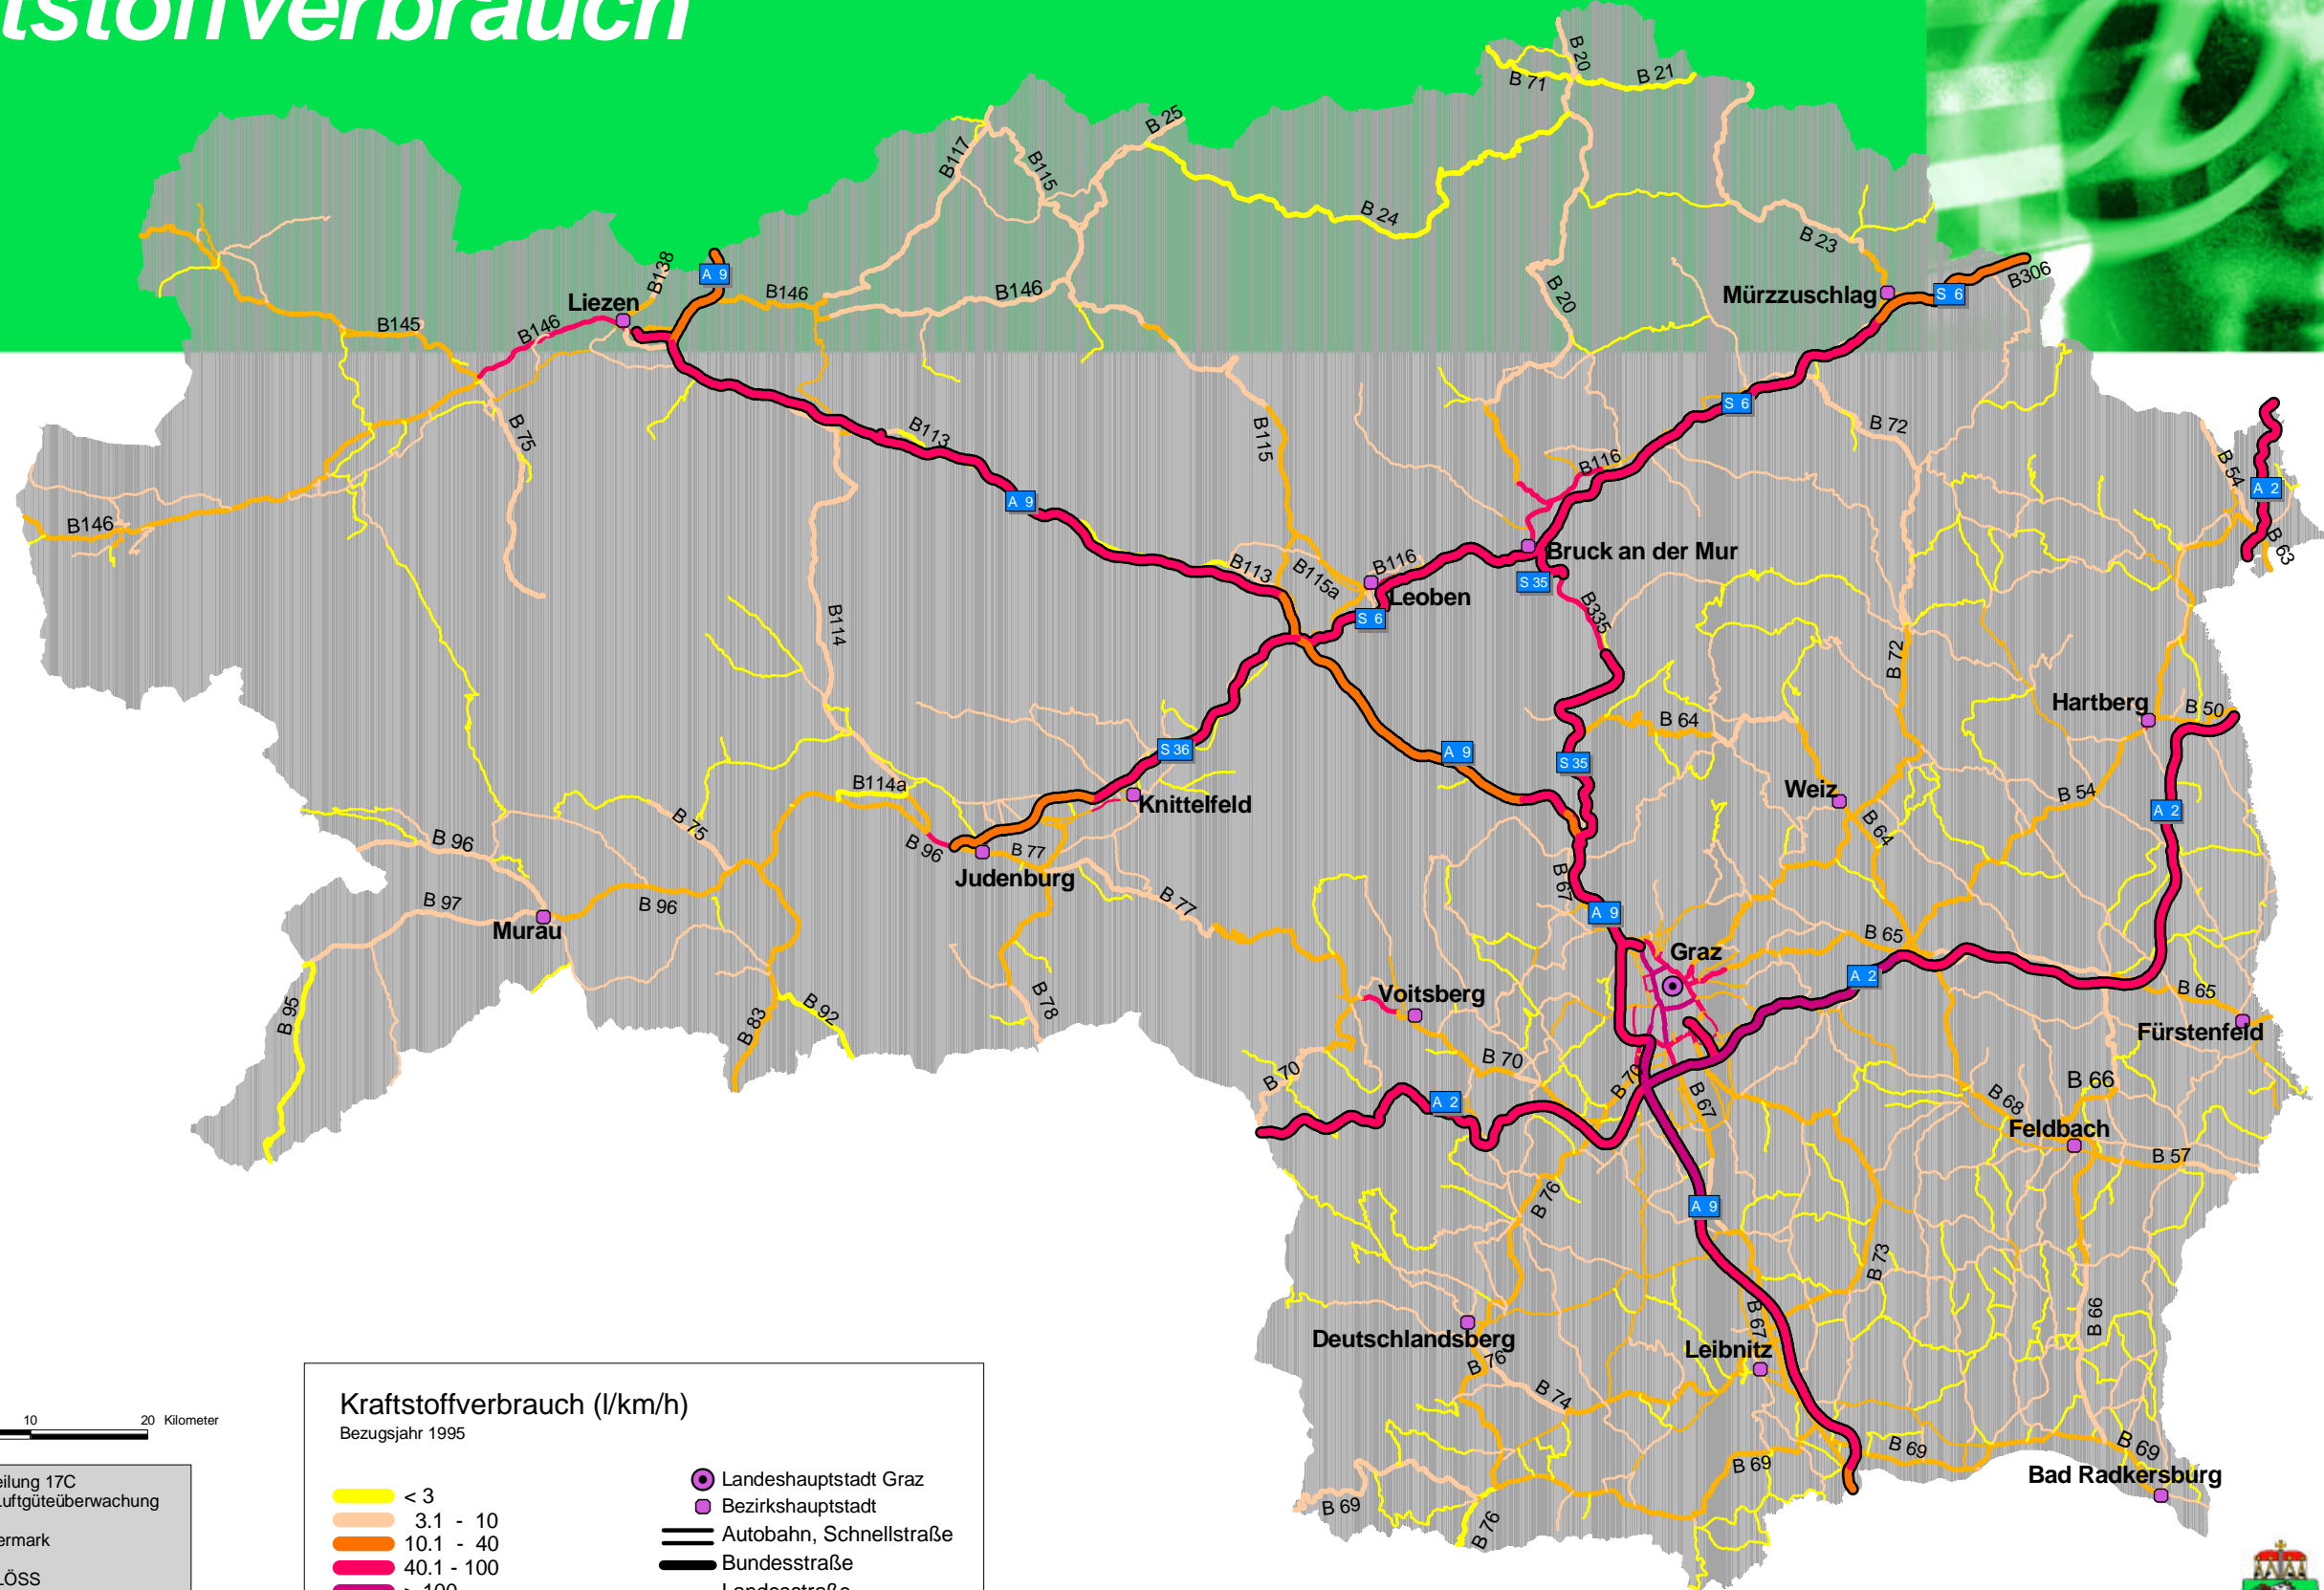 tstoffverbrauch
B 20
B 71
B 21
B 25
B117
B115
B 24
B 23
B138
A 9
B146
B146
B 20
Liezen
Mürzzuschlag
S 6
B306
B145
B146
B 75
B113
S 6
B 72
B115
B116
B 54
A 2
B146
A 9
B 63
Bruck an der Mur
B113
B115a
B116
S 35
Leoben
B114
S 6
B335
B 72
Hartberg
B 50
B 64
S 36
A 9
S 35
B114a
Knittelfeld
Weiz
B 54
A 2
B 75
B 96
B 96
B 77
B 64
Judenburg
B 67
B 97
B 96
B 77
A 9
Murau
B 65
Graz
A 2
B 95
B 92
B 78
Voitsberg
B 65
B 83
Fürstenfeld
B 70
B 70
B 70
B 66
A 2
B 67
B 68
Feldbach
B 57
B 76
A 9
B 73
B 67
B 66
Deutschlandsberg
Leibnitz
B 76
B 74
B 69
B 69
B 69
Bad Radkersburg
B 69
B 76
10 20 Kilometer
eilung 17C
uftgüteüberwachung
ermark
LÖSS
Kraftstoffverbrauch (l/km/h)
Bezugsjahr 1995
< 3
3.1 - 10
10.1 - 40
40.1 - 100
> 100
Landeshauptstadt Graz
Bezirkshauptstadt
Autobahn, Schnellstraße
Bundesstraße
Landesstraße